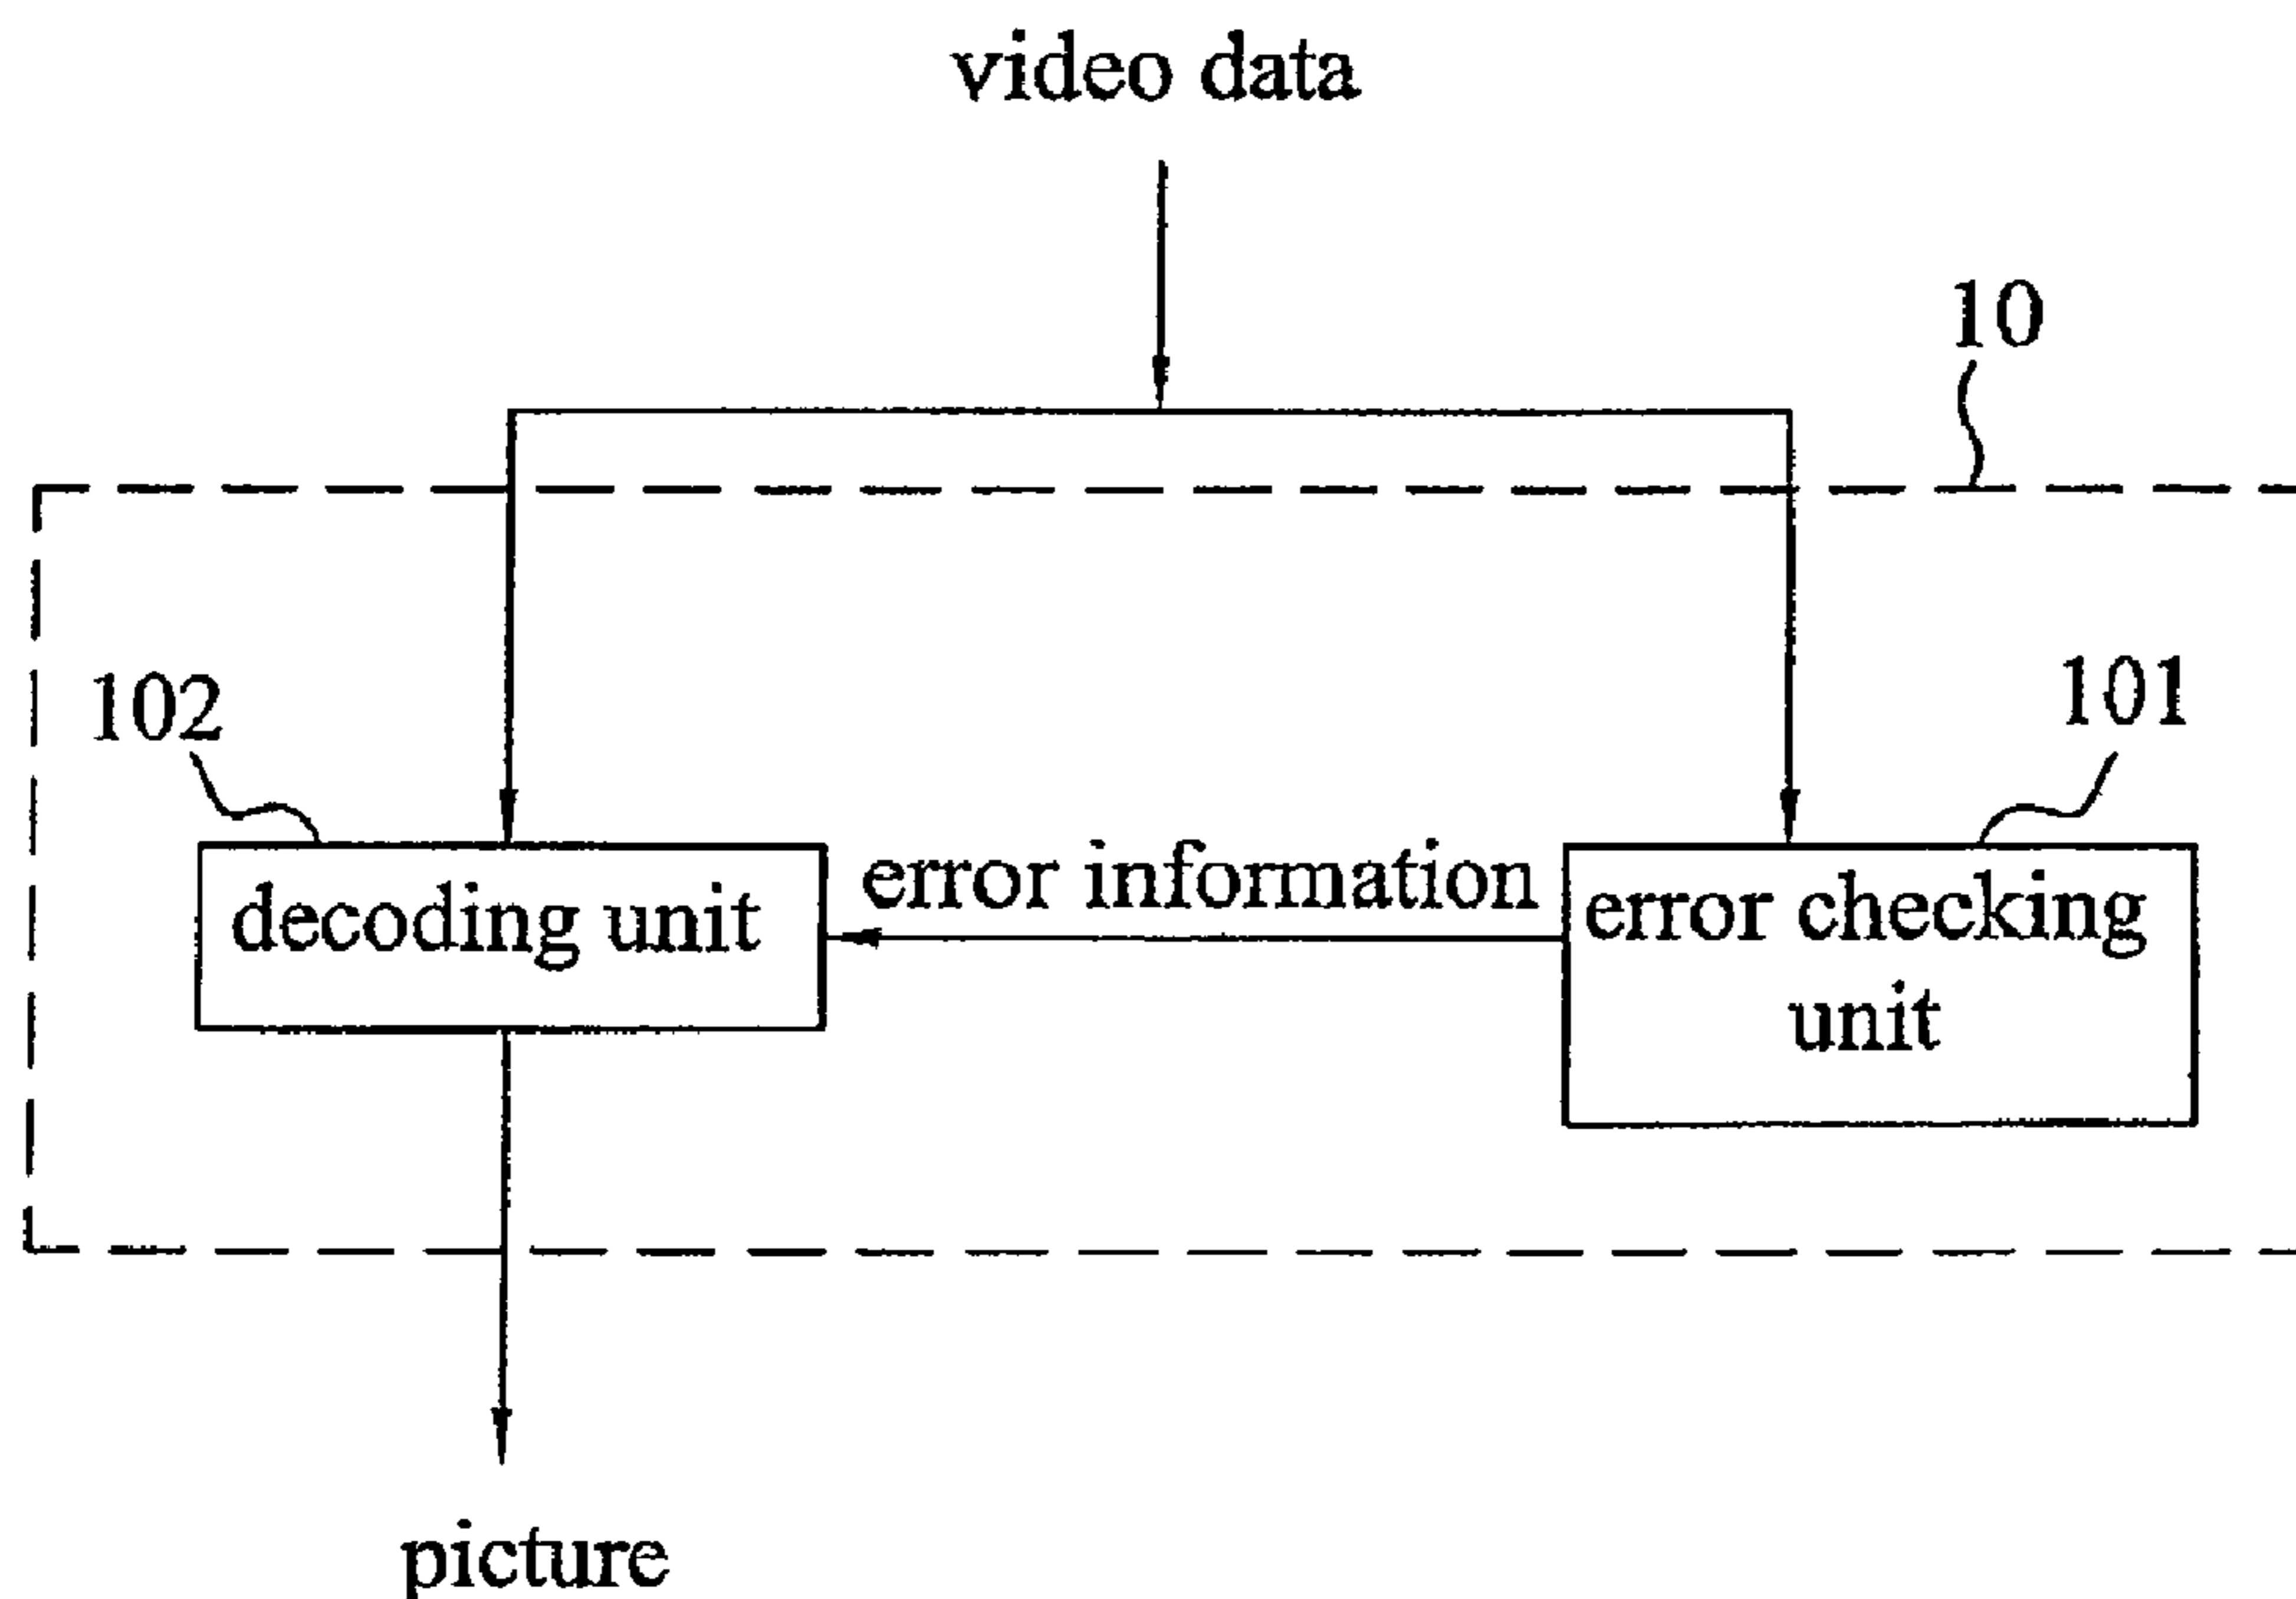 video data
10
102
101
decoding unit
error information
error checking
unit
picture